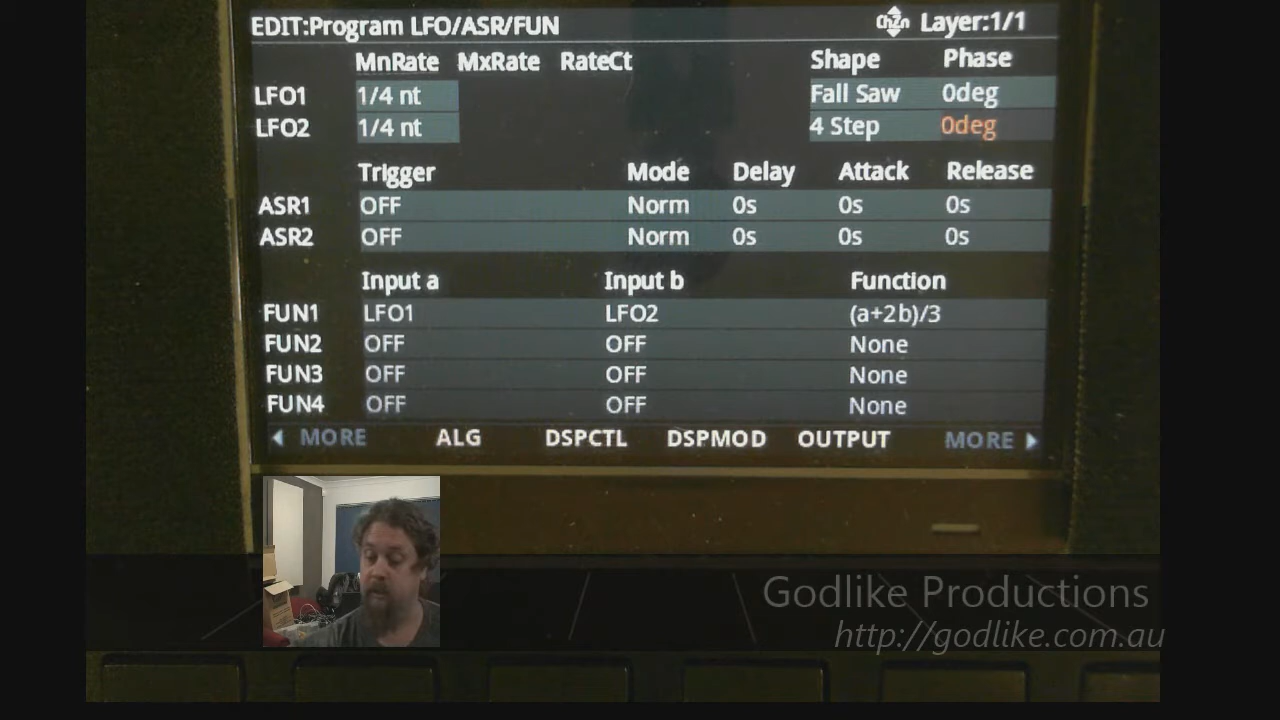 EDIT:Program LFO/ASR/FUN ChZn Layer:1/1
MnRate MxRate RateCt Shape Phase
LFO1 1/4 nt Fall Saw 0deg
LFO2 1/4 nt 4 Step 0deg
Trigger Mode Delay Attack Release
ASR1 OFF Norm 0s 0s 0s
ASR2 OFF Norm 0s 0s 0s
Input a Input b Function
FUN1 LFO1 LFO2 (a+2b)/3
FUN2 OFF OFF None
FUN3 OFF OFF None
FUN4 OFF OFF None
MORE ALG DSPCTL DSPMOD OUTPUT MORE
Godlike Productions
http://godlike.com.au